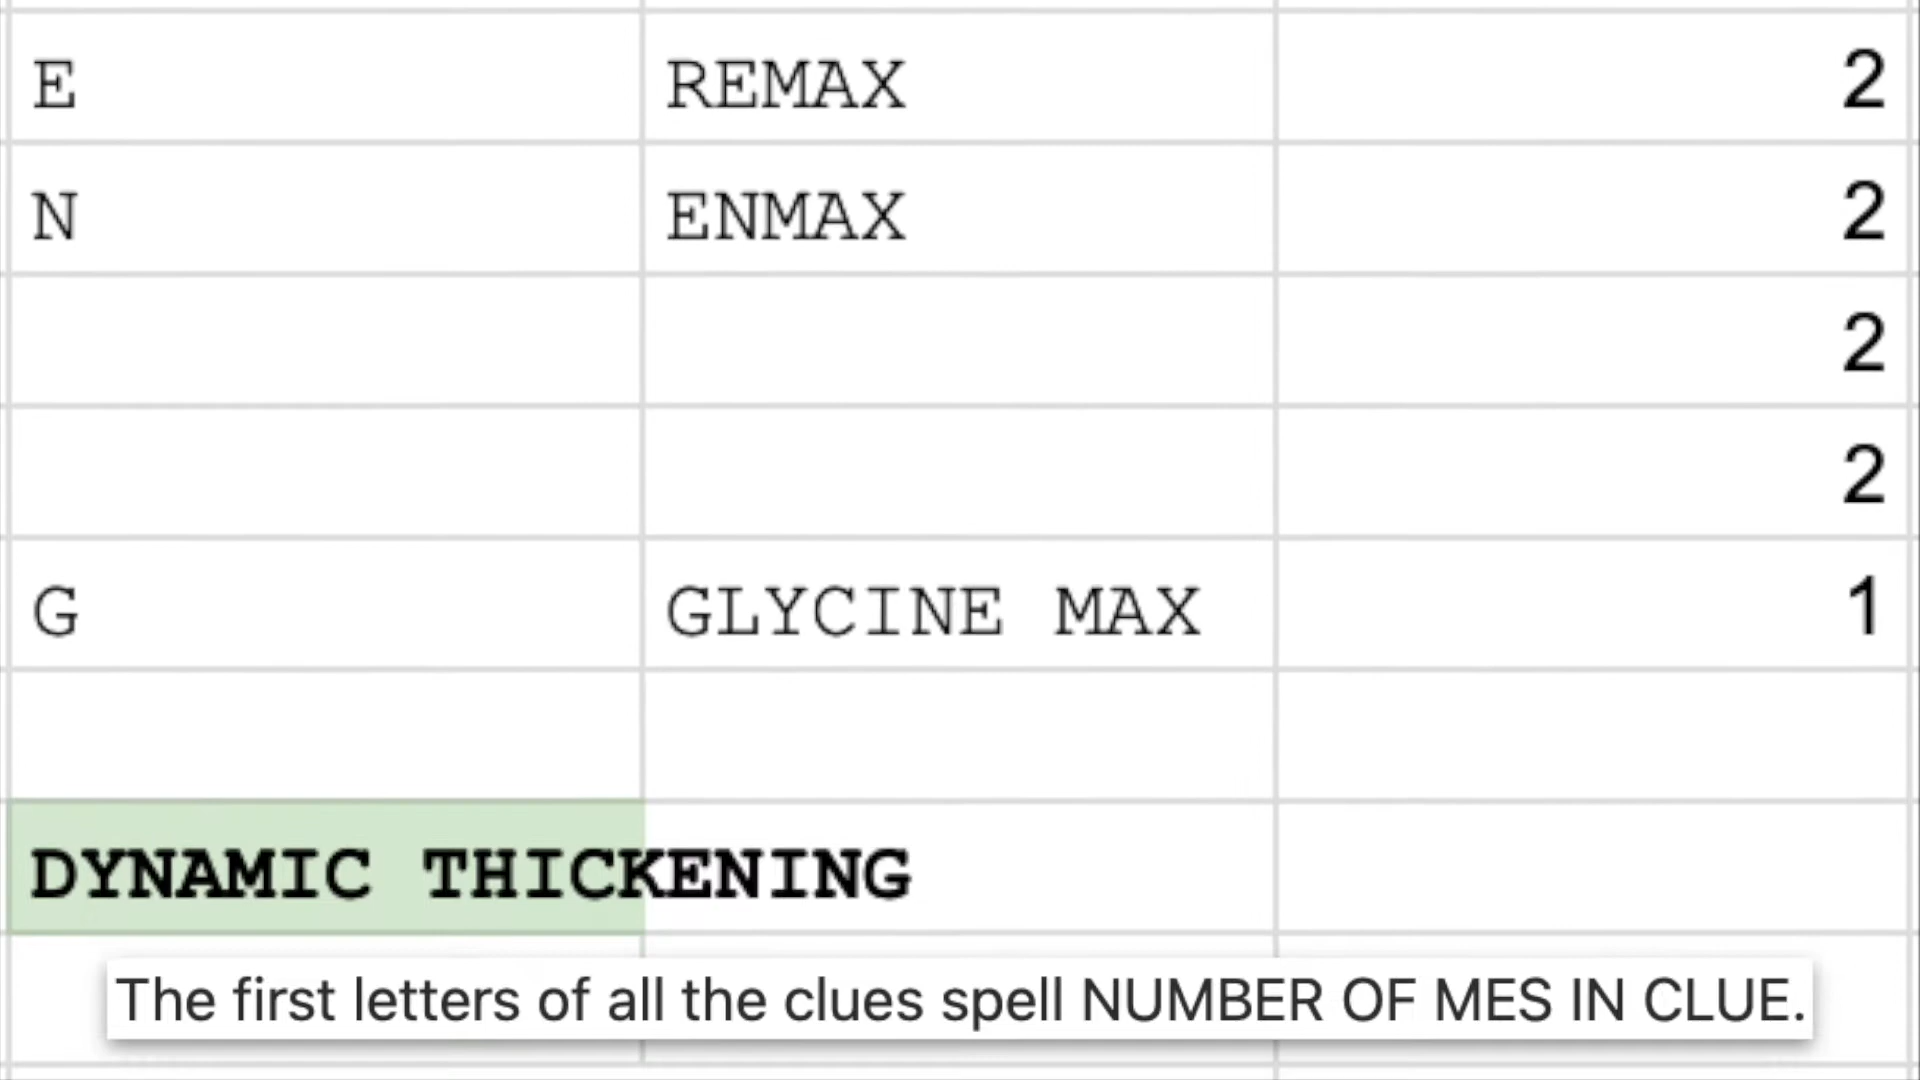 E REMAX 2
N ENMAX 2
2
2
G GLYCINE MAX 1
DYNAMIC THICKENING
The first letters of all the clues spell NUMBER OF MES IN CLUE.